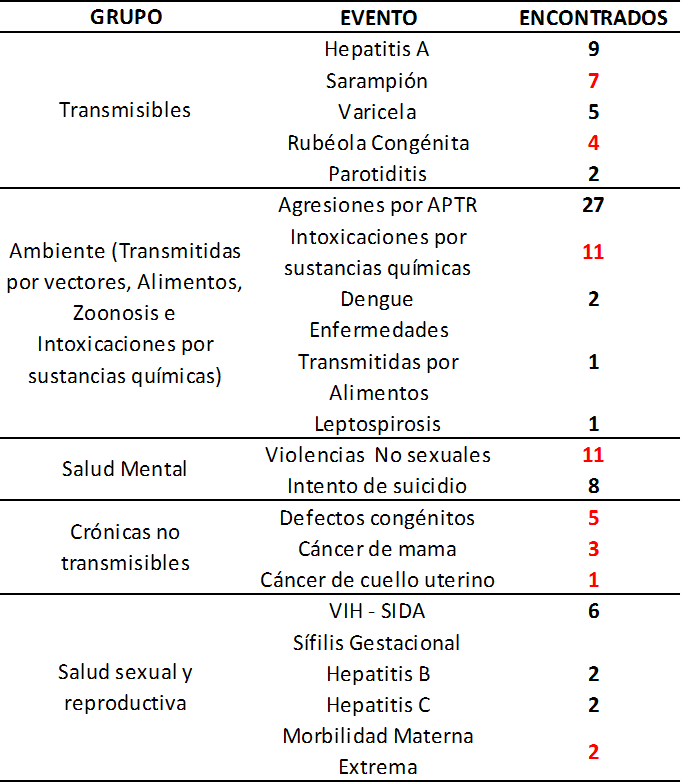 GRUPO EVENTO ENCONTRADOS
Transmisibles
Hepatitis A 9
Sarampión 7
Varicela 5
Rubéola Congénita 4
Parotiditis 2
Ambiente (Transmitidas
por vectores, Alimentos,
Zoonosis e
Intoxicaciones por
sustancias químicas)
Agresiones por APTR 27
Intoxicaciones por
sustancias químicas 11
Dengue 2
Enfermedades
Transmitidas por 1
Alimentos
Leptospirosis 1
Salud Mental
Violencias No sexuales 11
Intento de suicidio 8
Crónicas no
transmisibles
Defectos congénitos 5
Cáncer de mama 3
Cáncer de cuello uterino 1
Salud sexual y
reproductiva
VIH - SIDA 6
Sífilis Gestacional
Hepatitis B 2
Hepatitis C 2
Morbilidad Materna
Extrema 2